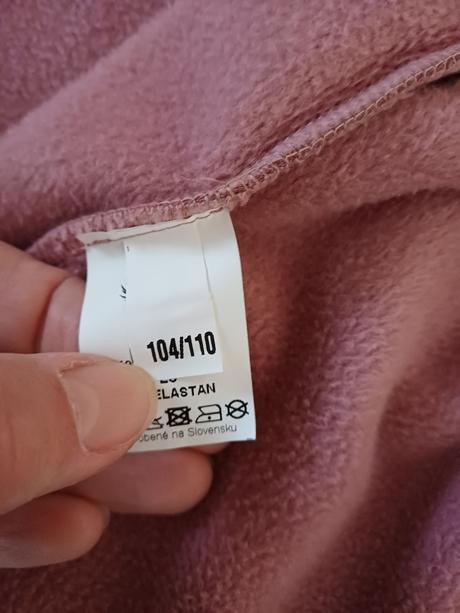 104/110
ELASTAN
obené na Slovensku